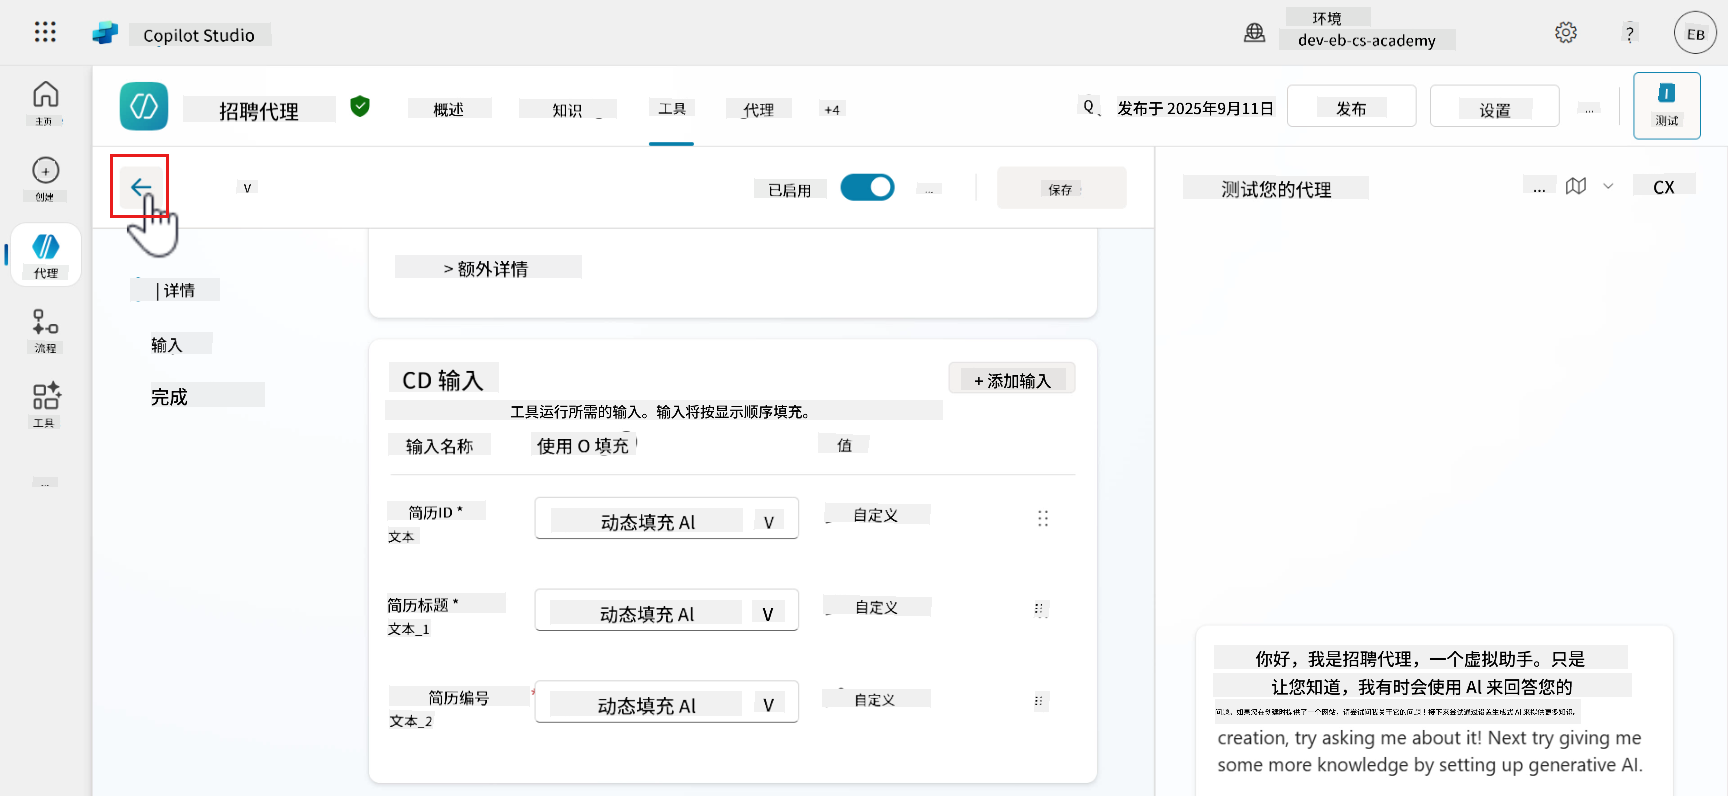 Copilot Studio
环境
dev-eb-cs-academy
?
EB
主页
创建
代理
流程
工具
...
招聘代理
概述
知识
工具
代理
+4
Q
发布于 2025年9月11日
发布
设置
...
测试
V
已启用
...
保存
| 详情
输入
完成
> 额外详情
CD 输入
+ 添加输入
工具运行所需的输入。输入将按显示顺序填充。
输入名称
使用 O 填充
值
简历ID *
文本
动态填充 Al
V
自定义
简历标题 *
文本_1
动态填充 Al
V
自定义
简历编号
*
文本_2
动态填充 Al
V
自定义
测试您的代理
...
CX
你好，我是招聘代理，一个虚拟助手。只是
让您知道，我有时会使用 Al 来回答您的
creation, try asking me about it! Next try giving me
some more knowledge by setting up generative AI.